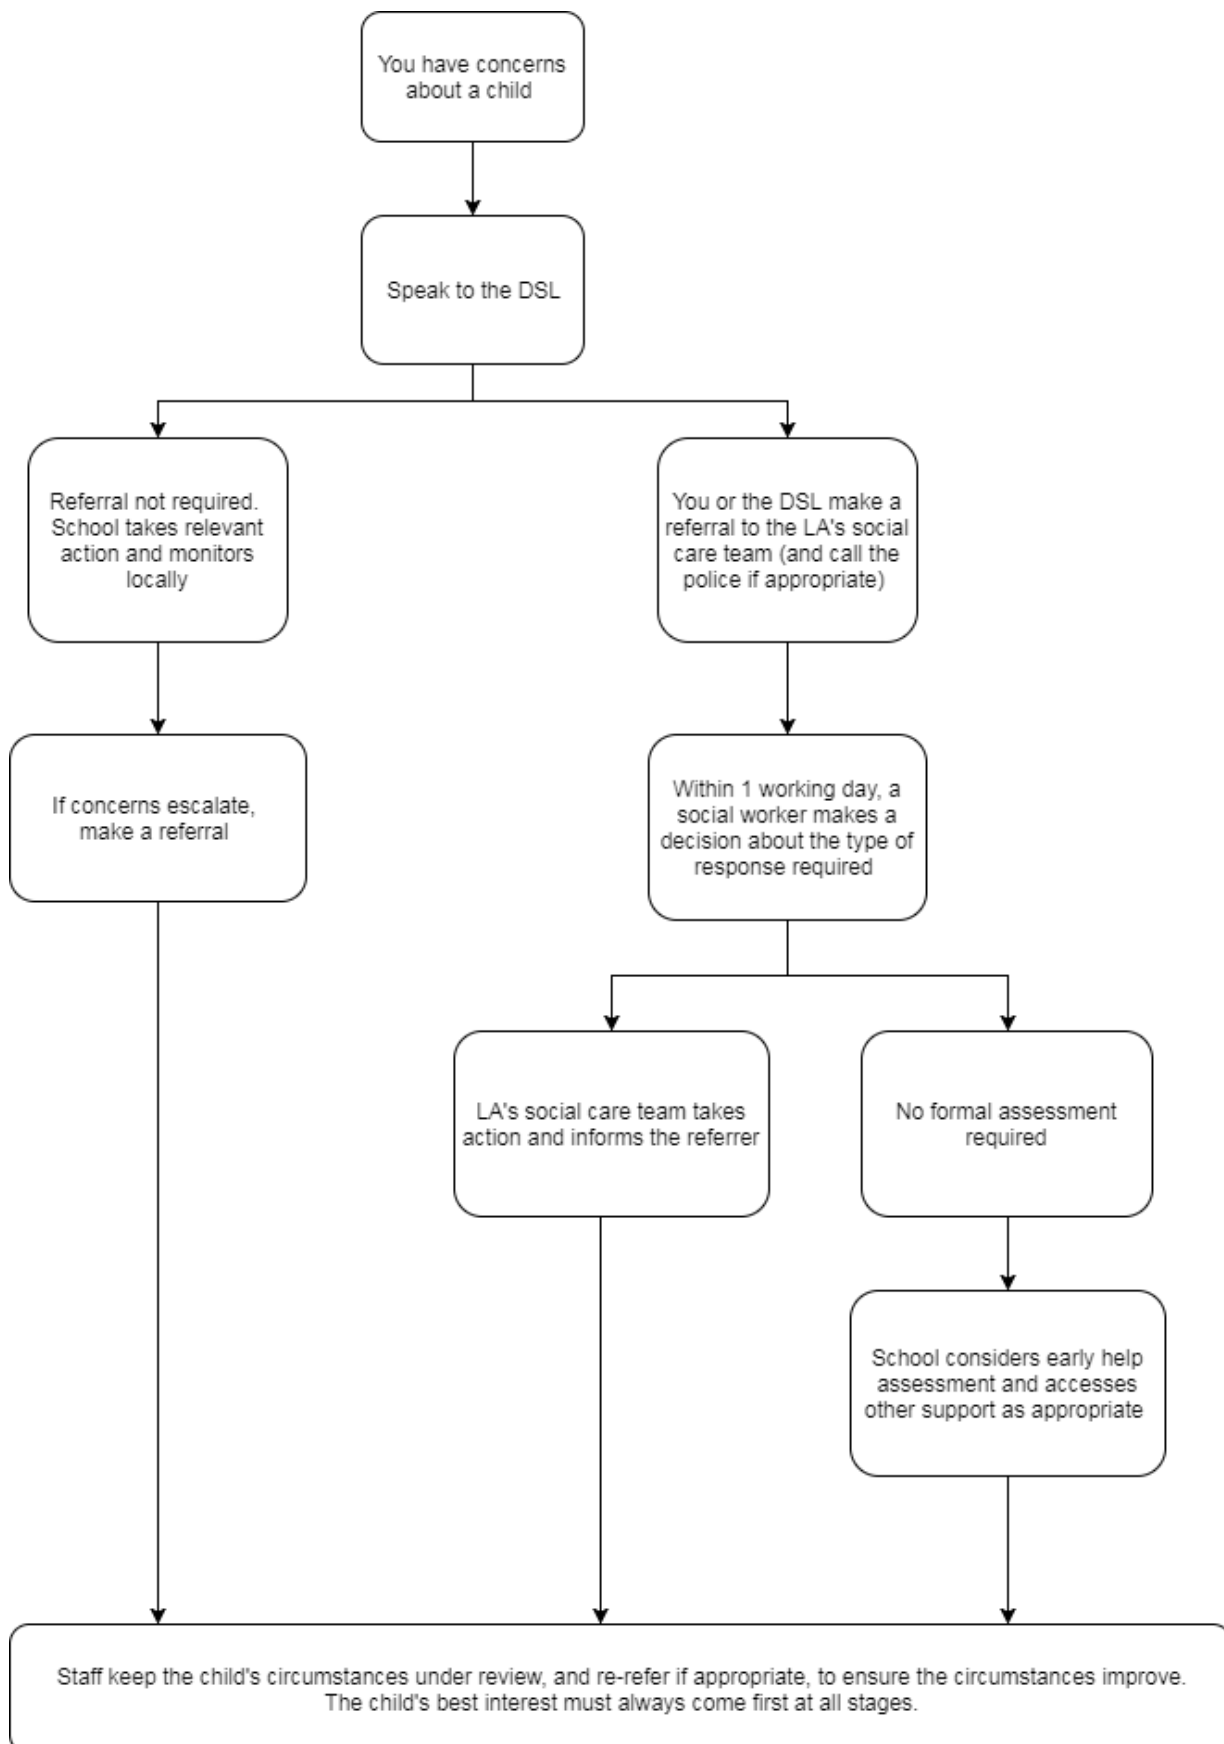 You have concerns
about a child
Speak to the DSL
Referral not required.
School takes relevant
action and monitors
locally
You or the DSL make a
referral to the LA's social
care team (and call the
police if appropriate)
If concerns escalate,
make a referral
Within 1 working day, a
social worker makes a
decision about the type of
response required
LA's social care team takes
action and informs the referrer
No formal assessment
required
School considers early help
assessment and accesses
other support as appropriate
Staff keep the child's circumstances under review, and re-refer if appropriate, to ensure the circumstances improve.
The child's best interest must always come first at all stages.